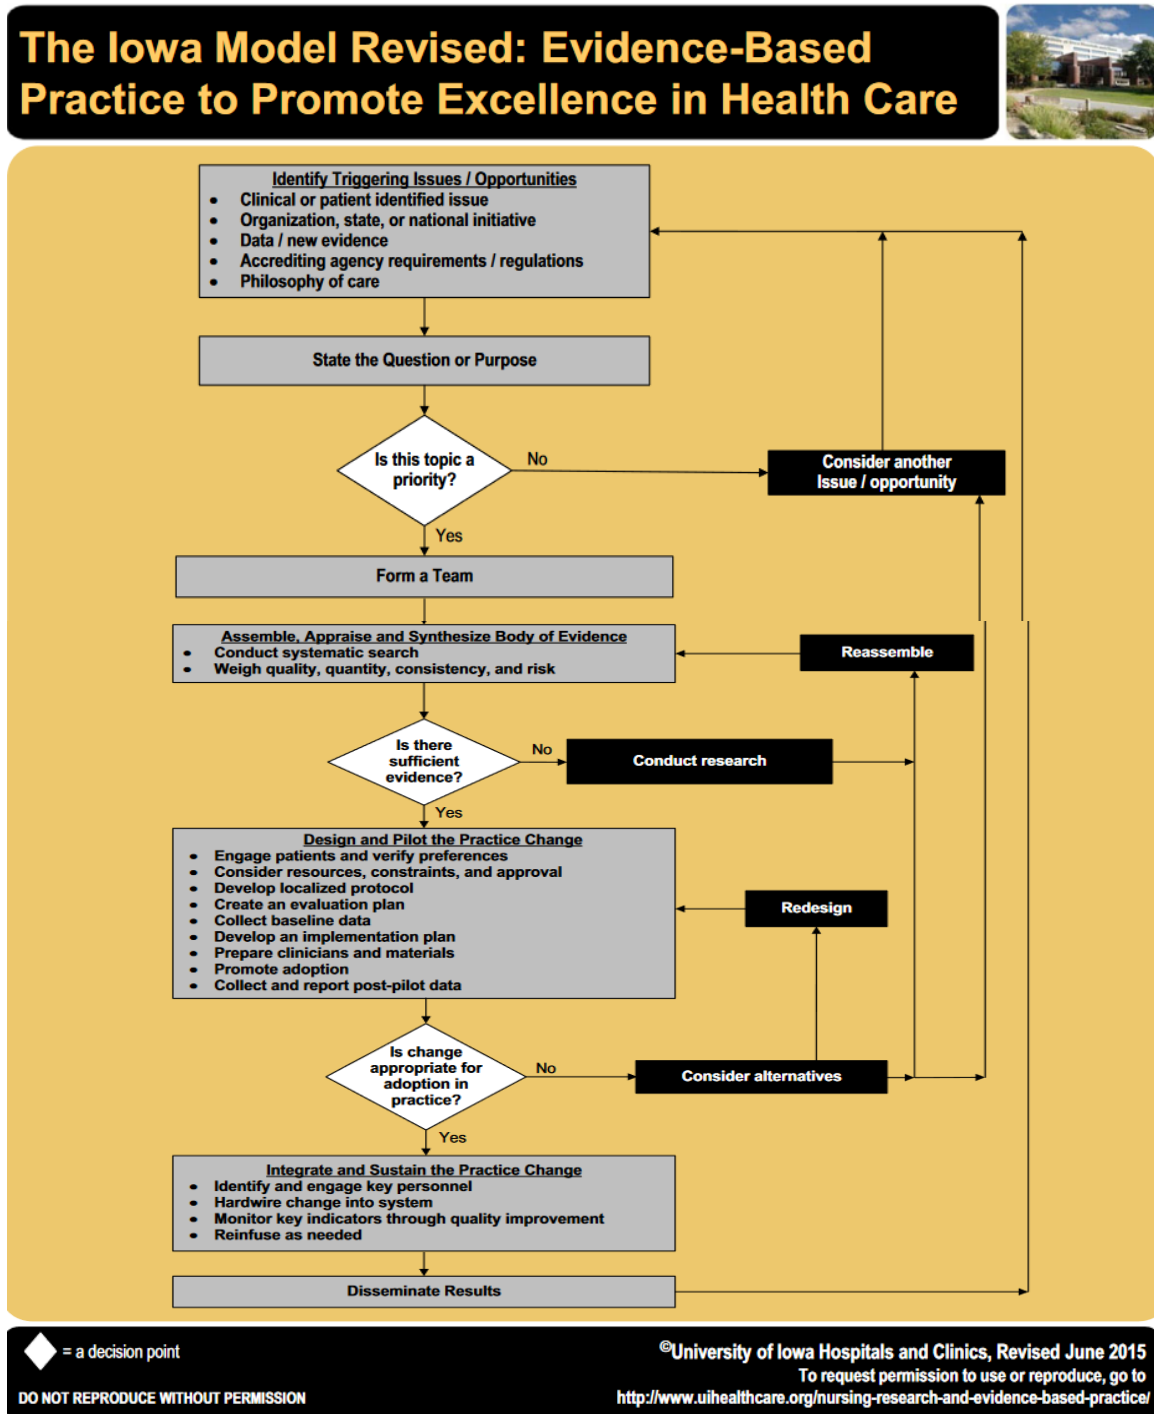 The Iowa Model Revised: Evidence-Based
Practice to Promote Excellence in Health Care
Identify Triggering Issues / Opportunities
• Clinical or patient identified issue
• Organization, state, or national initiative
• Data / new evidence
• Accrediting agency requirements / regulations
• Philosophy of care
State the Question or Purpose
Is this topic a
priority?
No
Consider another
Issue / opportunity
Yes
Form a Team
Assemble, Appraise and Synthesize Body of Evidence
• Conduct systematic search
• Weigh quality, quantity, consistency, and risk
Reassemble
Is there
sufficient
evidence?
No
Conduct research
Yes
Design and Pilot the Practice Change
• Engage patients and verify preferences
• Consider resources, constraints, and approval
• Develop localized protocol
• Create an evaluation plan
• Collect baseline data
• Develop an implementation plan
• Prepare clinicians and materials
• Promote adoption
• Collect and report post-pilot data
Redesign
Is change
appropriate for
adoption in
practice?
No
Consider alternatives
Yes
Integrate and Sustain the Practice Change
• Identify and engage key personnel
• Hardwire change into system
• Monitor key indicators through quality improvement
• Reinfuse as needed
Disseminate Results
= a decision point
DO NOT REPRODUCE WITHOUT PERMISSION
©University of Iowa Hospitals and Clinics, Revised June 2015
To request permission to use or reproduce, go to
http://www.uihealthcare.org/nursing-research-and-evidence-based-practice/